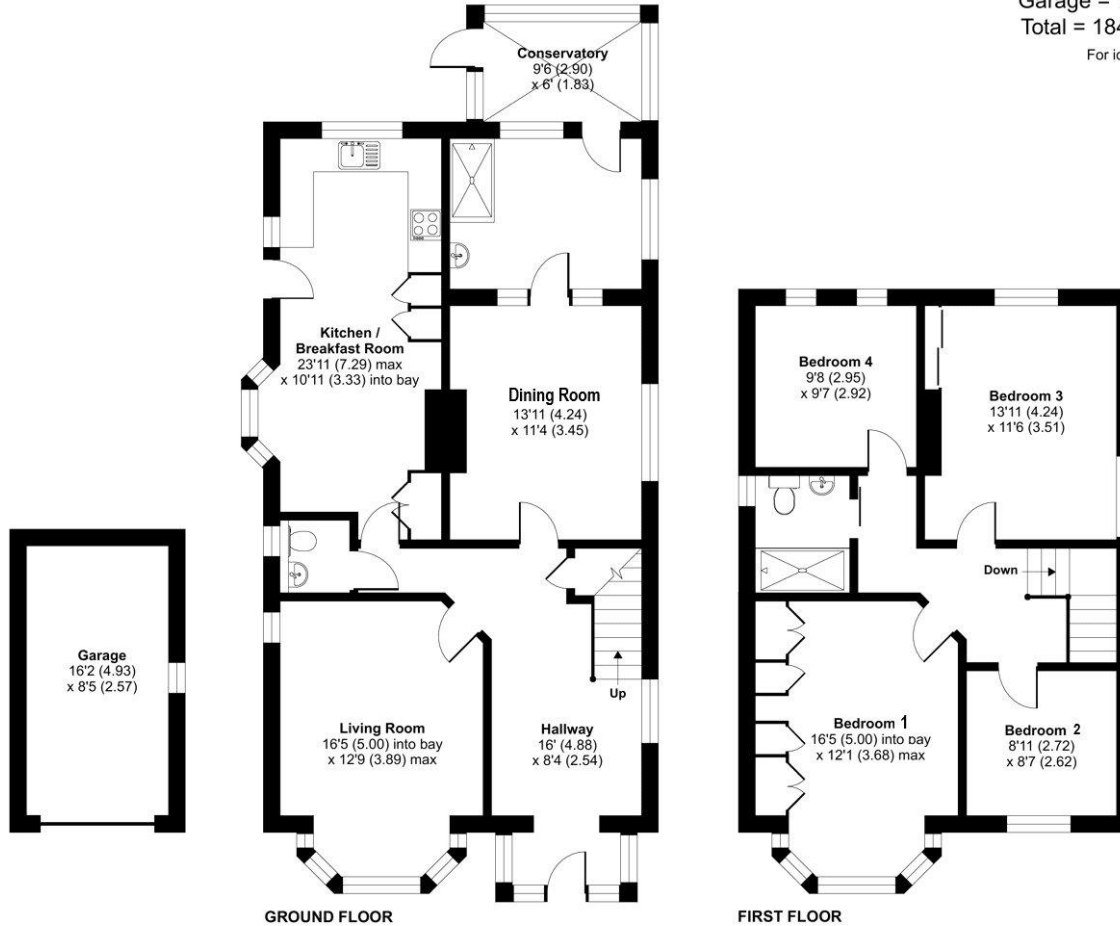 Garage =
Total = 184
For
Conservatory
9'6 (2.90)
x 6' (1.83)
Kitchen /
Breakfast Room
23'11 (7.29) max
x 10'11 (3.33) into bay
Dining Room
13'11 (4.24)
x 11'4 (3.45)
Bedroom 4
9'8 (2.95)
x 9'7 (2.92)
Bedroom 3
13'11 (4.24)
x 11'6 (3.51)
Down
Garage
16'2 (4.93)
x 8'5 (2.57)
Up
Living Room
16'5 (5.00) into bay
x 12'9 (3.89) max
Hallway
16' (4.88)
x 8'4 (2.54)
Bedroom 1
16'5 (5.00) into bay
x 12'1 (3.68) max
Bedroom 2
8'11 (2.72)
x 8'7 (2.62)
GROUND FLOOR
FIRST FLOOR